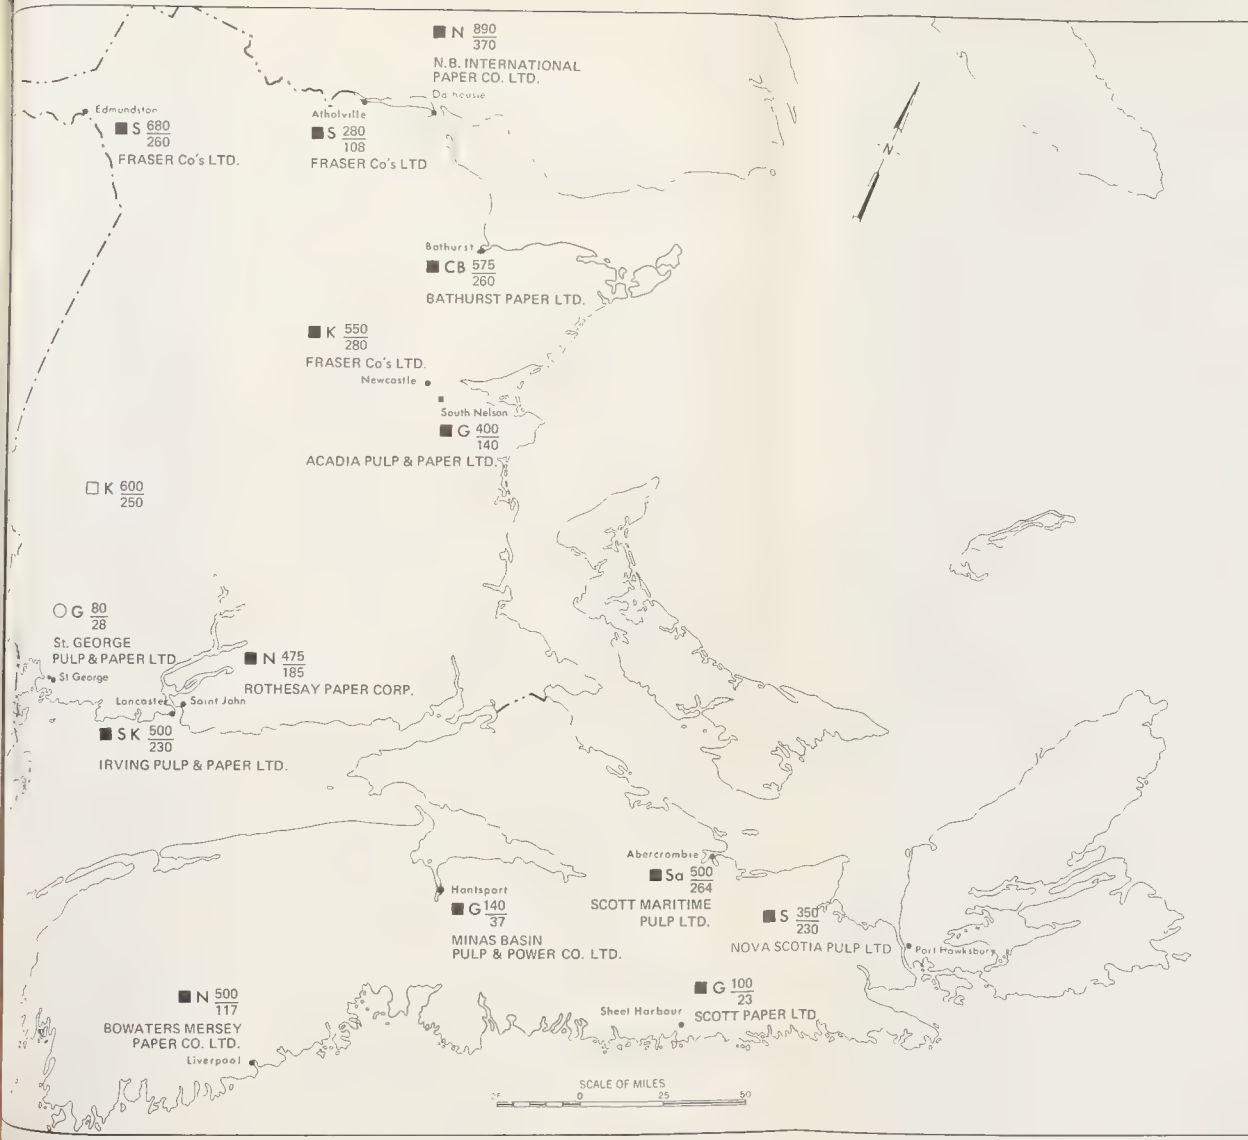 N 890
370
N.B. INTERNATIONAL
PAPER CO. LTD.
Dalhousie
Edmundston
S 680
260
FRASER Co's LTD.
Atholville
S 280
108
FRASER Co's LTD
N
Bathurst
CB 575
260
BATHURST PAPER LTD.
K 550
280
FRASER Co's LTD.
Newcastle
South Nelson
G 400
140
ACADIA PULP & PAPER LTD.
K 600
250
G 80
28
St. GEORGE
PULP & PAPER LTD
St George
N 475
185
ROTHESAY PAPER CORP.
Lancaster
Saint John
SK 500
230
IRVING PULP & PAPER LTD.
Abercrombie
Sa 500
264
SCOTT MARITIME
PULP LTD.
Hantsport
G 140
37
MINAS BASIN
PULP & POWER CO. LTD.
S 350
230
NOVA SCOTIA PULP LTD
Port Hawksbury
N 500
117
BOWATERS MERSEY
PAPER CO. LTD.
Liverpool
G 100
23
Sheet Harbour
SCOTT PAPER LTD
SCALE OF MILES
25 0 25 50